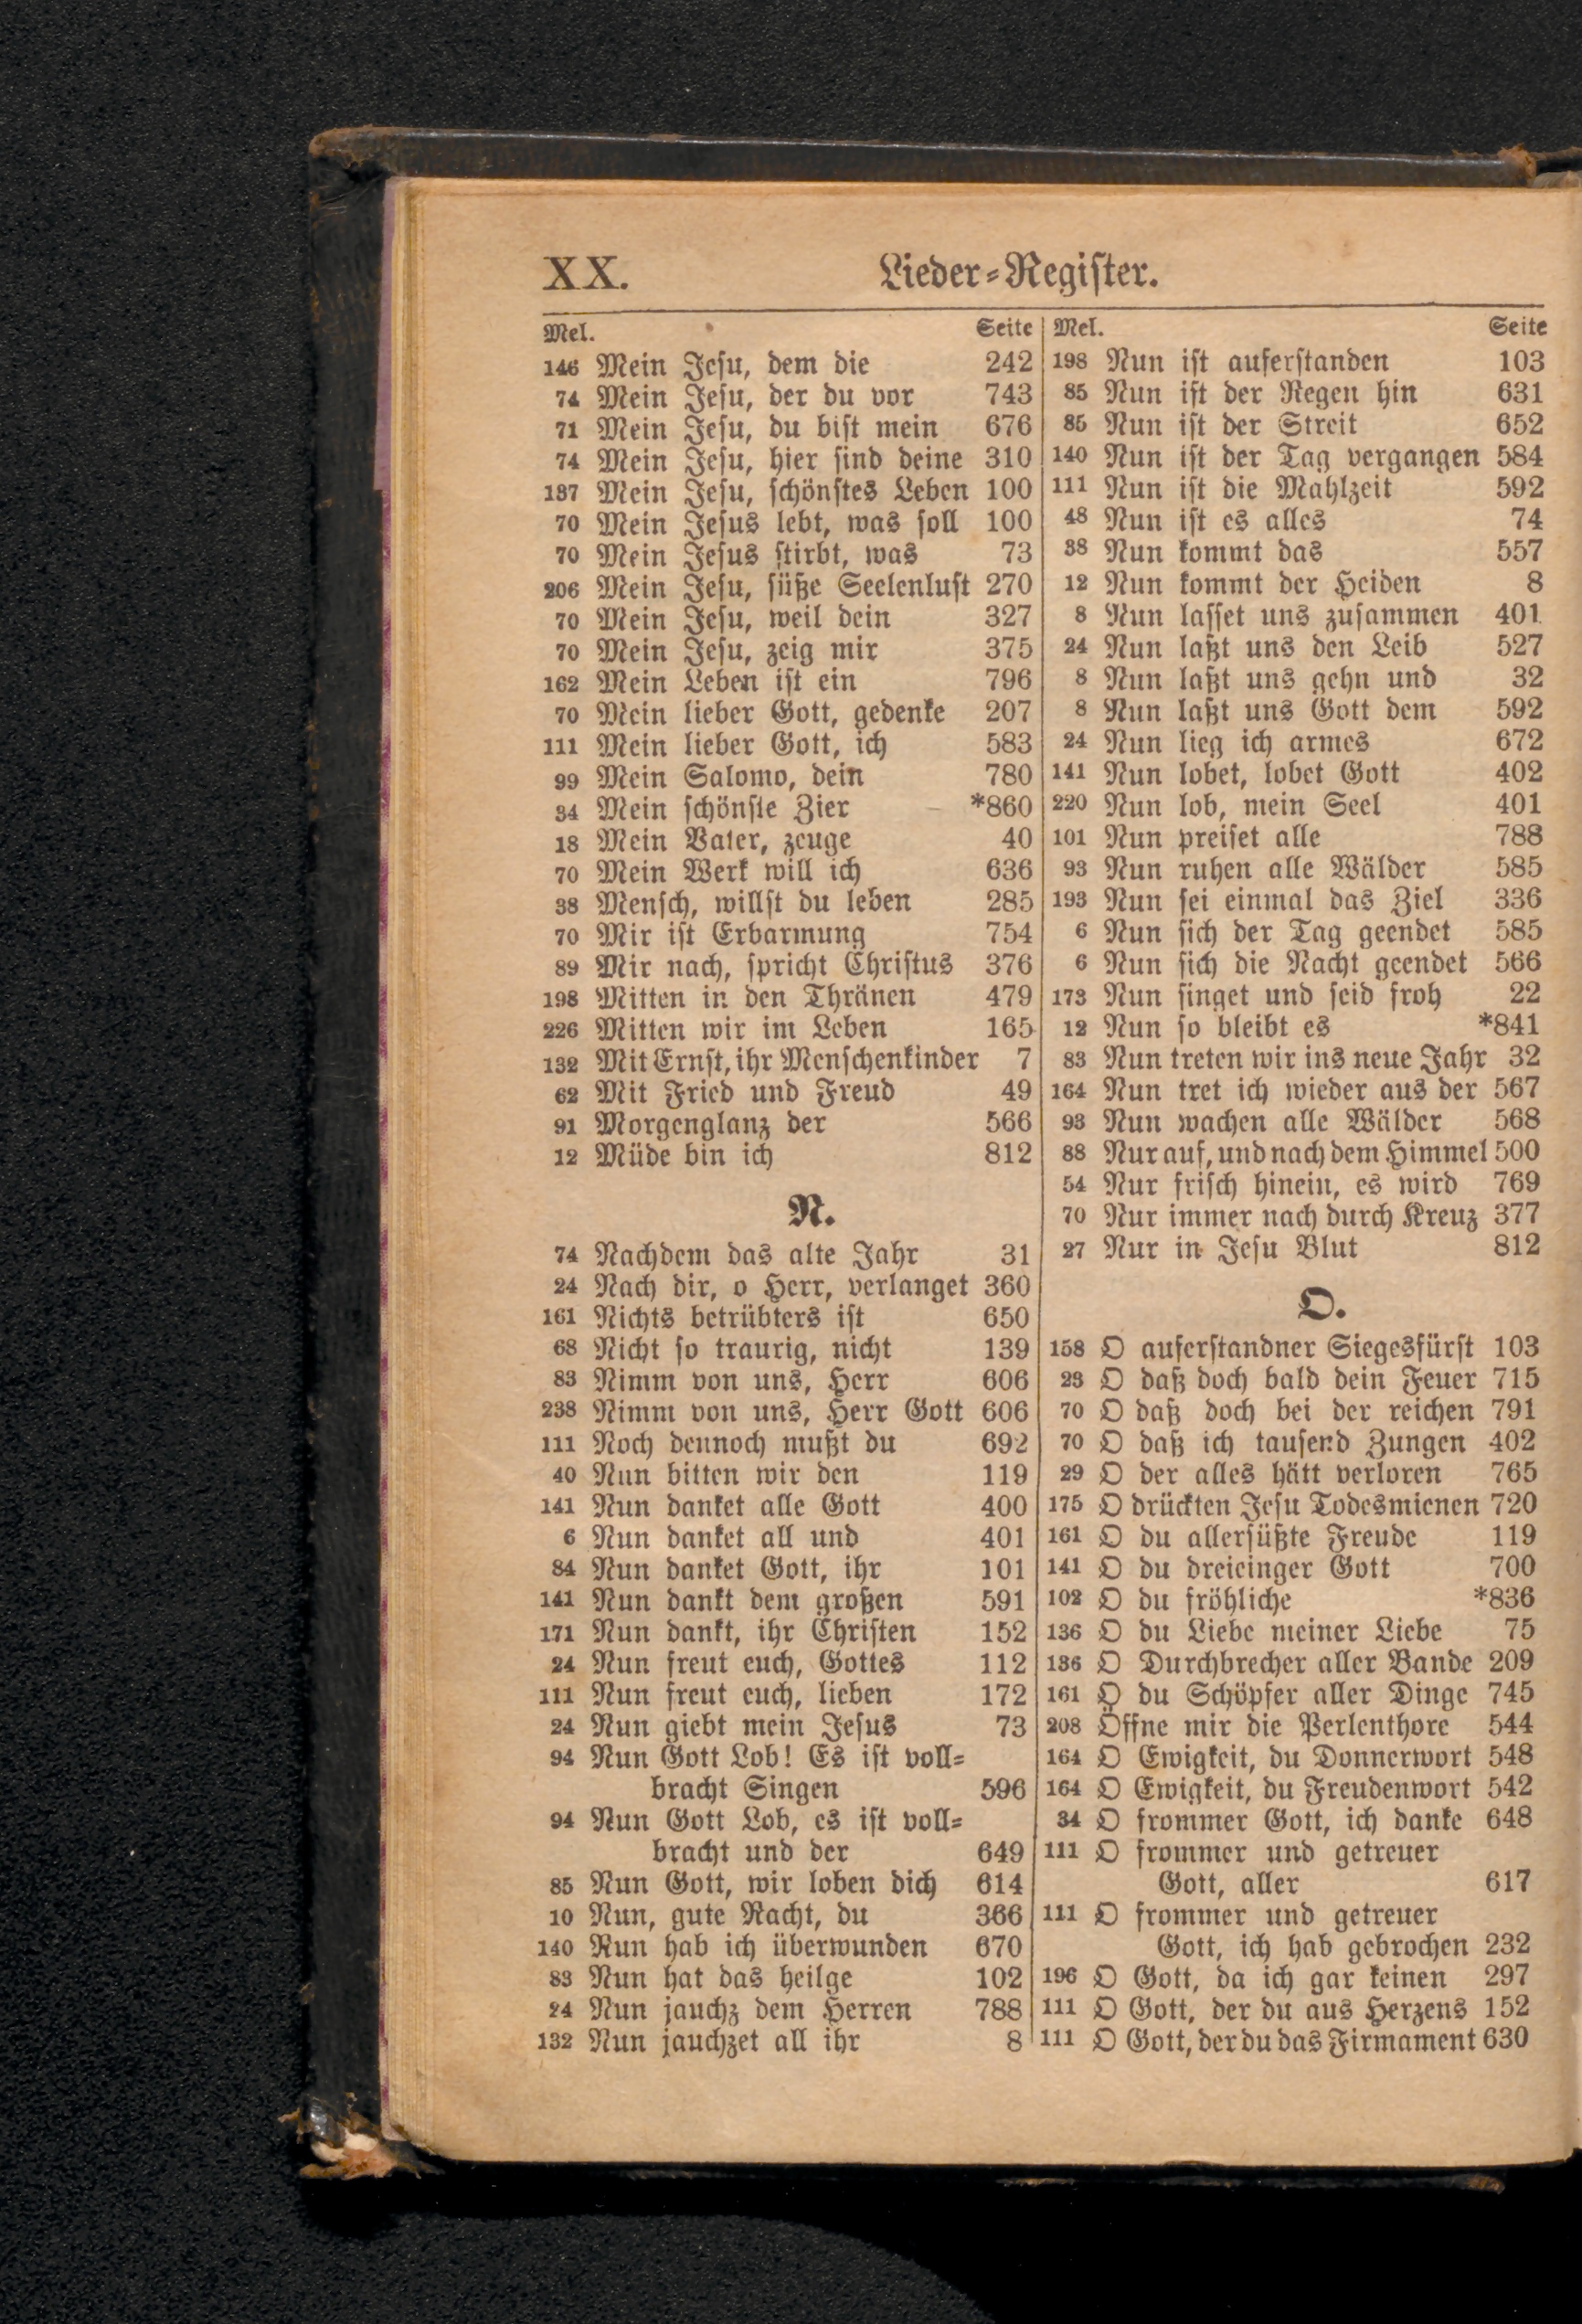 XX. Lieder-Register.
Mel. Seite
146 Mein Jesu, dem die 242
74 Mein Jesu, der du vor 743
71 Mein Jesu, du bist mein 676
74 Mein Jesu, hier sind deine 310
137 Mein Jesu, schönstes Leben 100
70 Mein Jesus lebt, was soll 100
70 Mein Jesus stirbt, was 73
206 Mein Jesu, süße Seelenlust 270
70 Mein Jesu, weil dein 327
70 Mein Jesu, zeig mir 375
162 Mein Leben ist ein 796
70 Mein lieber Gott, gedenke 207
111 Mein lieber Gott, ich 583
99 Mein Salomo, dein 780
34 Mein schönste Zier *860
18 Mein Vater, zeuge 40
70 Mein Werk will ich 636
38 Mensch, willst du leben 285
70 Mir ist Erbarmung 754
89 Mir nach, spricht Christus 376
198 Mitten in den Thränen 479
226 Mitten wir im Leben 165
132 Mit Ernst, ihr Menschenkinder 7
62 Mit Fried und Freud 49
91 Morgenglanz der 566
12 Müde bin ich 812
N.
74 Nachdem das alte Jahr 31
24 Nach dir, o Herr, verlanget 360
161 Nichts betrübters ist 650
68 Nicht so traurig, nicht 139
83 Nimm von uns, Herr 606
238 Nimm von uns, Herr Gott 606
111 Noch dennoch mußt du 692
40 Nun bitten wir den 119
141 Nun danket alle Gott 400
6 Nun danket all und 401
84 Nun danket Gott, ihr 101
141 Nun dankt dem großen 591
171 Nun dankt, ihr Christen 152
24 Nun freut euch, Gottes 112
111 Nun freut euch, lieben 172
24 Nun giebt mein Jesus 73
94 Nun Gott Lob! Es ist voll-
bracht Singen 596
94 Nun Gott Lob, es ist voll-
bracht und der 649
85 Nun Gott, wir loben dich 614
10 Nun, gute Nacht, du 366
140 Nun hab ich überwunden 670
83 Nun hat das heilge 102
24 Nun jauchz dem Herren 788
132 Nun jauchzet all ihr 8
Mel. Seite
198 Nun ist auferstanden 103
85 Nun ist der Regen hin 631
85 Nun ist der Streit 652
140 Nun ist der Tag vergangen 584
111 Nun ist die Mahlzeit 592
48 Nun ist es alles 74
38 Nun kommt das 557
12 Nun kommt der Heiden 8
8 Nun lasset uns zusammen 401
24 Nun laßt uns den Leib 527
8 Nun laßt uns gehn und 32
8 Nun laßt uns Gott dem 592
24 Nun lieg ich armes 672
141 Nun lobet, lobet Gott 402
220 Nun lob, mein Seel 401
101 Nun preiset alle 788
93 Nun ruhen alle Wälder 585
193 Nun sei einmal das Ziel 336
6 Nun sich der Tag geendet 585
6 Nun sich die Nacht geendet 566
173 Nun singet und seid froh 22
12 Nun so bleibt es *841
83 Nun treten wir ins neue Jahr 32
164 Nun tret ich wieder aus der 567
93 Nun wachen alle Wälder 568
88 Nur auf, und nach dem Himmel 500
54 Nur frisch hinein, es wird 769
70 Nur immer nach durch Kreuz 377
27 Nur in Jesu Blut 812
O.
158 O auferstandner Siegesfürst 103
23 O daß doch bald dein Feuer 715
70 O daß doch bei der reichen 791
70 O daß ich tausend Zungen 402
29 O der alles hätt verloren 765
175 O drückten Jesu Todesmienen 720
161 O du allersüßte Freude 119
141 O du dreieinger Gott 700
102 O du fröhliche *836
136 O du Liebe meiner Liebe 75
136 O Durchbrecher aller Bande 209
161 O du Schöpfer aller Dinge 745
208 Öffne mir die Perlenthore 544
164 O Ewigkeit, du Donnerwort 548
164 O Ewigkeit, du Freudenwort 542
34 O frommer Gott, ich danke 648
111 O frommer und getreuer
Gott, aller 617
111 O frommer und getreuer
Gott, ich hab gebrochen 232
196 O Gott, da ich gar keinen 297
111 O Gott, der du aus Herzens 152
111 O Gott, der du das Firmament 630